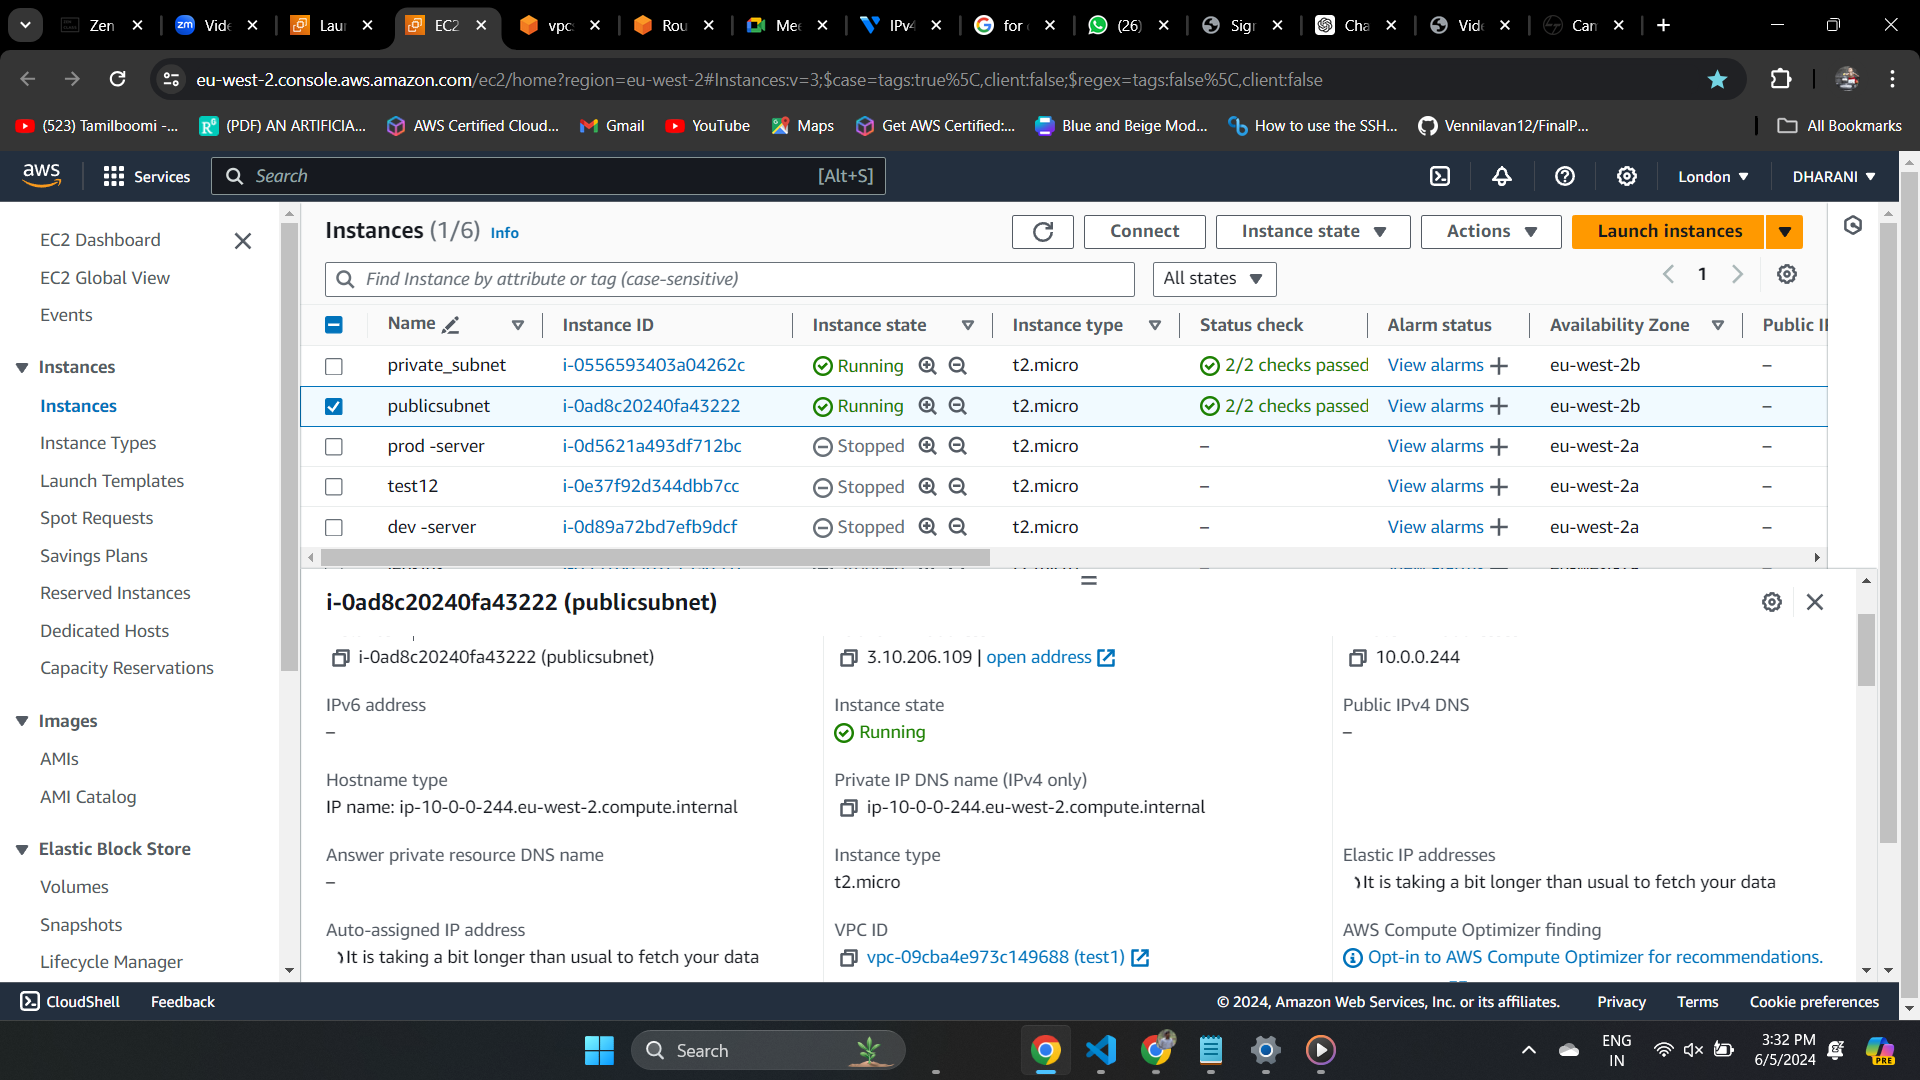 Zen
Vide
Laun
EC2
vpc
Rou
Mee
IPv4
for
(26)
Sign
Cha
Vide
Can
eu-west-2.console.aws.amazon.com/ec2/home?region=eu-west-2#Instances:v=3;$case=tags:true%5C,client:false;$regex=tags:false%5C,client:false
(523) Tamilboomi -...
(PDF) AN ARTIFICIA...
AWS Certified Cloud...
Gmail
YouTube
Maps
Get AWS Certified:...
Blue and Beige Mod...
How to use the SSH...
Vennilavan12/FinalP...
All Bookmarks
aws
Services
Search
[Alt+S]
London
DHARANI
EC2 Dashboard
EC2 Global View
Events
Instances
Instances
Instance Types
Launch Templates
Spot Requests
Savings Plans
Reserved Instances
Dedicated Hosts
Capacity Reservations
Images
AMIs
AMI Catalog
Elastic Block Store
Volumes
Snapshots
Lifecycle Manager
Instances (1/6) Info
Connect
Instance state
Actions
Launch instances
Find Instance by attribute or tag (case-sensitive)
All states
1
Name Instance ID Instance state Instance type Status check Alarm status Availability Zone Public I
private_subnet i-0556593403a04262c Running t2.micro 2/2 checks passed View alarms + eu-west-2b –
publicsubnet i-0ad8c20240fa43222 Running t2.micro 2/2 checks passed View alarms + eu-west-2b –
prod -server i-0d5621a493df712bc Stopped t2.micro – View alarms + eu-west-2a –
test12 i-0e37f92d344dbb7cc Stopped t2.micro – View alarms + eu-west-2a –
dev -server i-0d89a72bd7efb9dcf Stopped t2.micro – View alarms + eu-west-2a –
i-0ad8c20240fa43222 (publicsubnet)
i-0ad8c20240fa43222 (publicsubnet)
3.10.206.109 | open address
10.0.0.244
IPv6 address
–
Instance state
Running
Public IPv4 DNS
–
Hostname type
IP name: ip-10-0-0-244.eu-west-2.compute.internal
Private IP DNS name (IPv4 only)
ip-10-0-0-244.eu-west-2.compute.internal
Answer private resource DNS name
–
Instance type
t2.micro
Elastic IP addresses
It is taking a bit longer than usual to fetch your data
Auto-assigned IP address
It is taking a bit longer than usual to fetch your data
VPC ID
vpc-09cba4e973c149688 (test1)
AWS Compute Optimizer finding
Opt-in to AWS Compute Optimizer for recommendations.
CloudShell
Feedback
© 2024, Amazon Web Services, Inc. or its affiliates.
Privacy
Terms
Cookie preferences
Search
ENG
IN
3:32 PM
6/5/2024
PRE